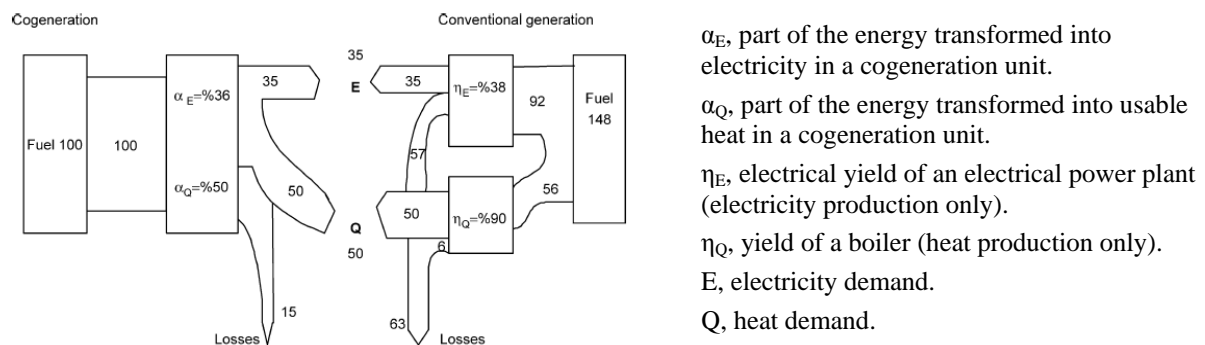 Cogeneration
Conventional generation
Fuel 100
100
α E=%36
αQ=%50
35
50
15
Losses
35
E
Q
50
35
ηE=%38
92
Fuel
148
57
50
ηQ=%90
56
6
63
Losses
αE, part of the energy transformed into
electricity in a cogeneration unit.
αQ, part of the energy transformed into usable
heat in a cogeneration unit.
ηE, electrical yield of an electrical power plant
(electricity production only).
ηQ, yield of a boiler (heat production only).
E, electricity demand.
Q, heat demand.